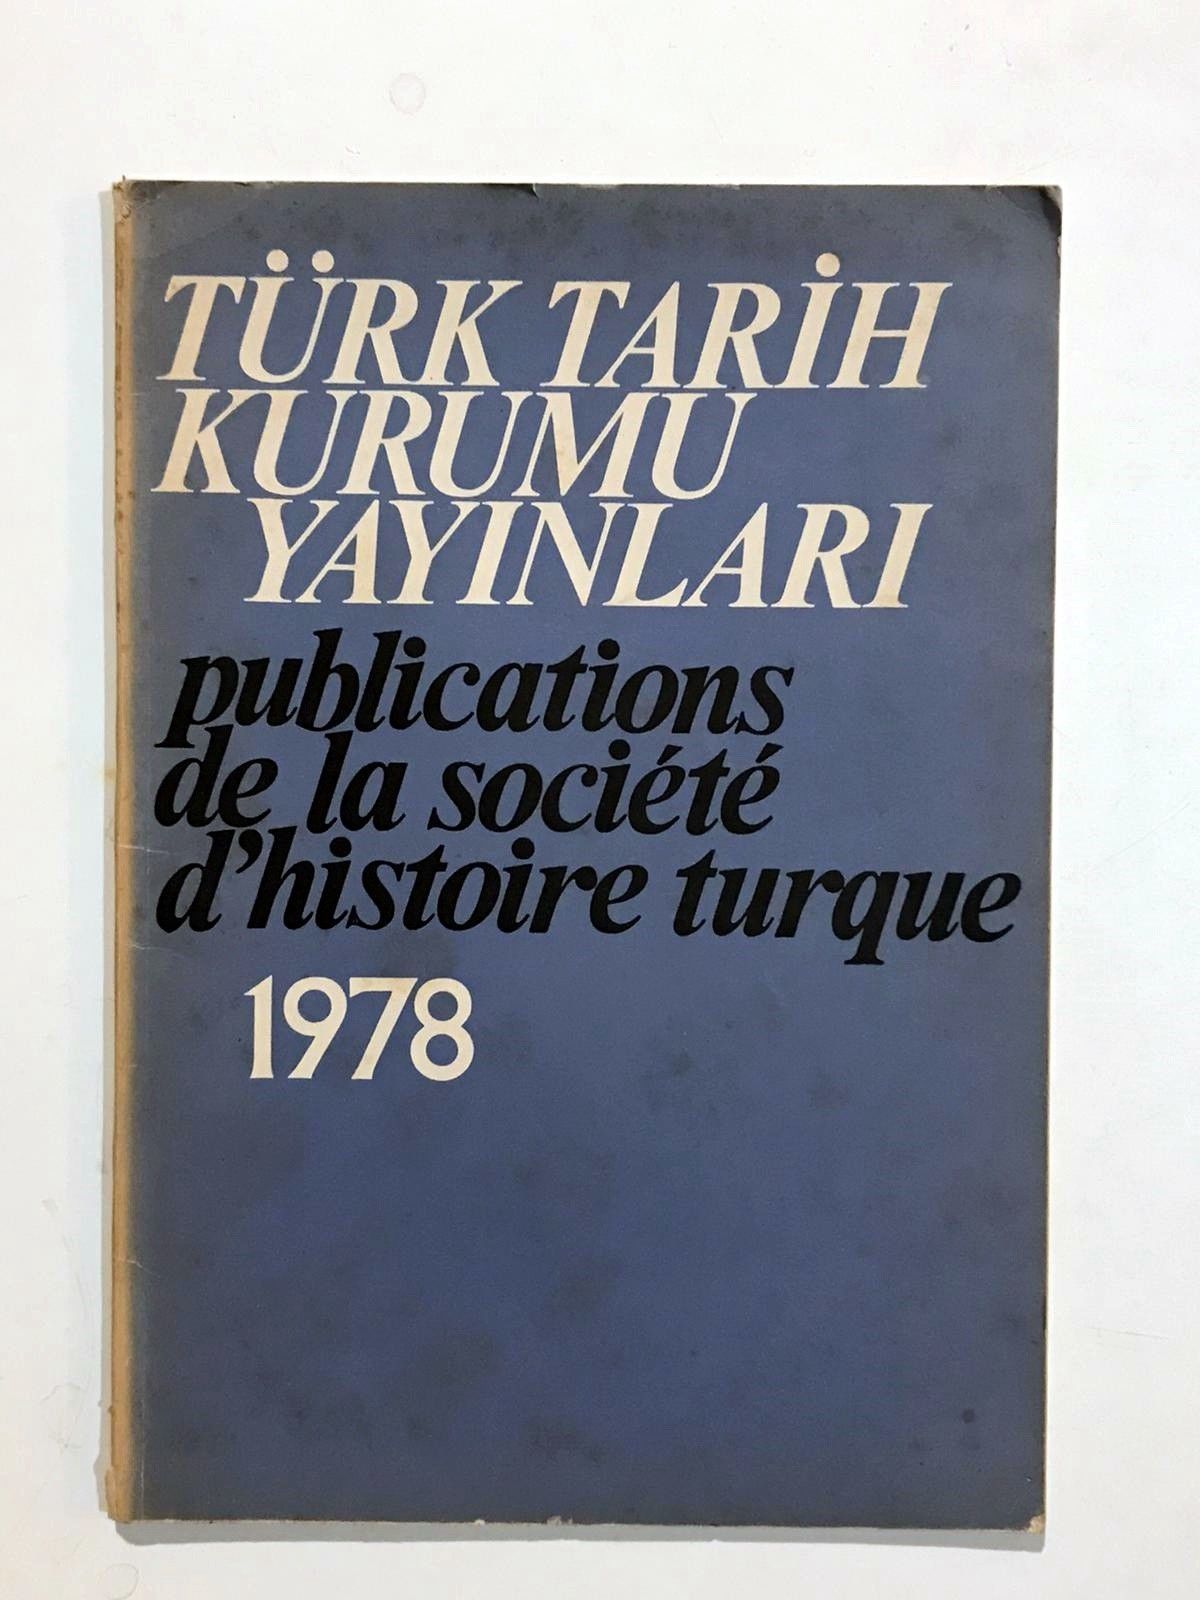 TÜRK TARİH
KURUMU
YAYINLARI
publications
de la société
d'histoire turque
1978